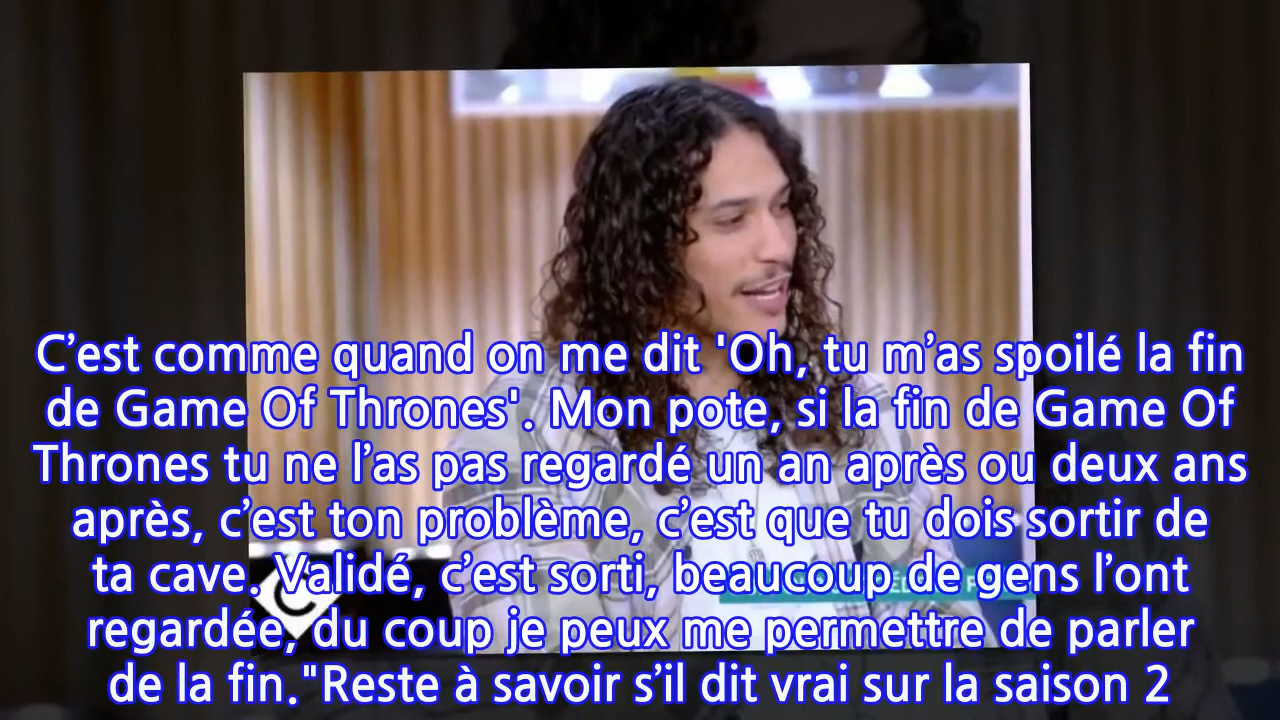 C’est comme quand on me dit 'Oh, tu m’as spoilé la fin
de Game Of Thrones'. Mon pote, si la fin de Game Of
Thrones tu ne l’as pas regardé un an après ou deux ans
après, c’est ton problème, c’est que tu dois sortir de
ta cave. Validé, c’est sorti, beaucoup de gens l’ont
regardée, du coup je peux me permettre de parler
de la fin."Reste à savoir s’il dit vrai sur la saison 2